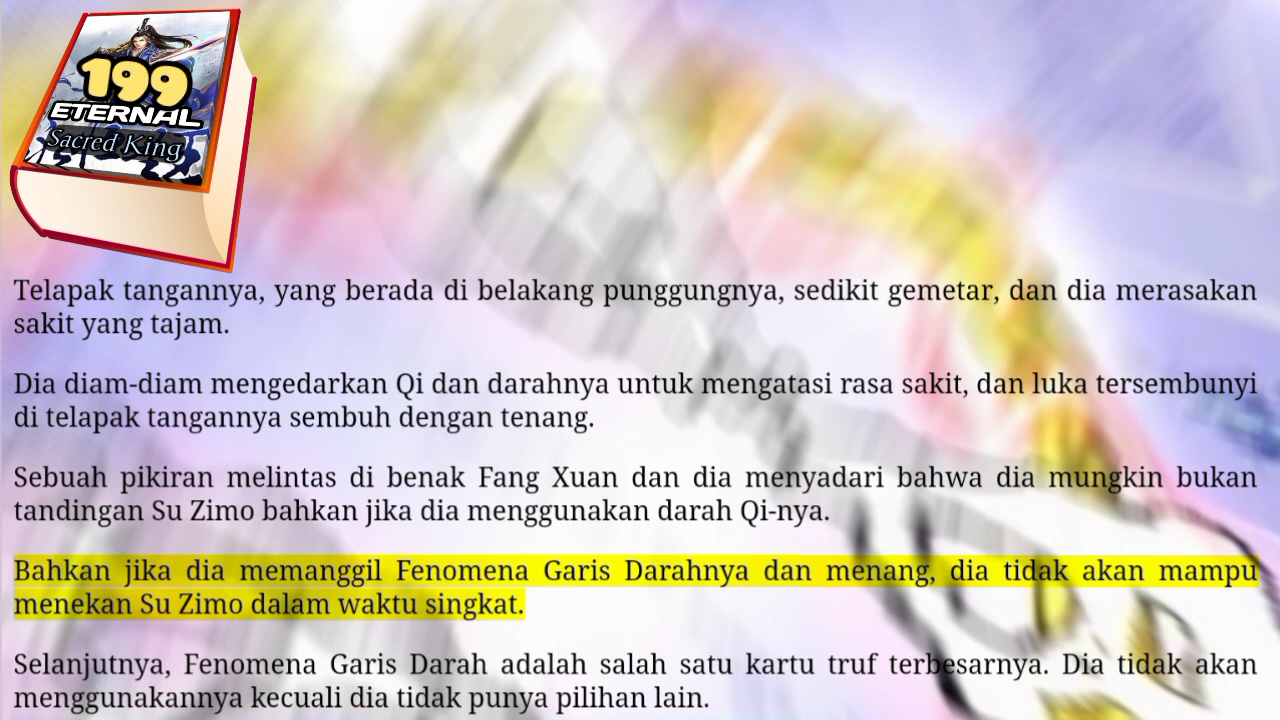 199
ETERNAL
Sacred King
Telapak tangannya, yang berada di belakang punggungnya, sedikit gemetar, dan dia merasakan
sakit yang tajam.
Dia diam-diam mengedarkan Qi dan darahnya untuk mengatasi rasa sakit, dan luka tersembunyi
di telapak tangannya sembuh dengan tenang.
Sebuah pikiran melintas di benak Fang Xuan dan dia menyadari bahwa dia mungkin bukan
tandingan Su Zimo bahkan jika dia menggunakan darah Qi-nya.
Bahkan jika dia memanggil Fenomena Garis Darahnya dan menang, dia tidak akan mampu
menekan Su Zimo dalam waktu singkat.
Selanjutnya, Fenomena Garis Darah adalah salah satu kartu truf terbesarnya. Dia tidak akan
menggunakannya kecuali dia tidak punya pilihan lain.